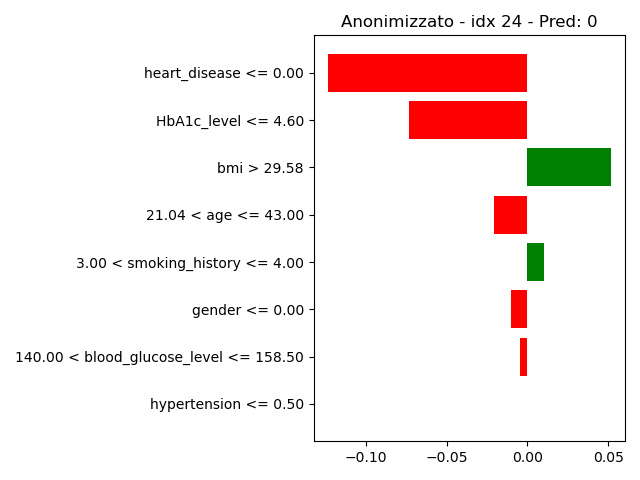 Anonimizzato - idx 24 - Pred: 0
heart_disease <= 0.00
HbA1c_level <= 4.60
bmi > 29.58
21.04 < age <= 43.00
3.00 < smoking_history <= 4.00
gender <= 0.00
140.00 < blood_glucose_level <= 158.50
hypertension <= 0.50
−0.10 −0.05 0.00 0.05